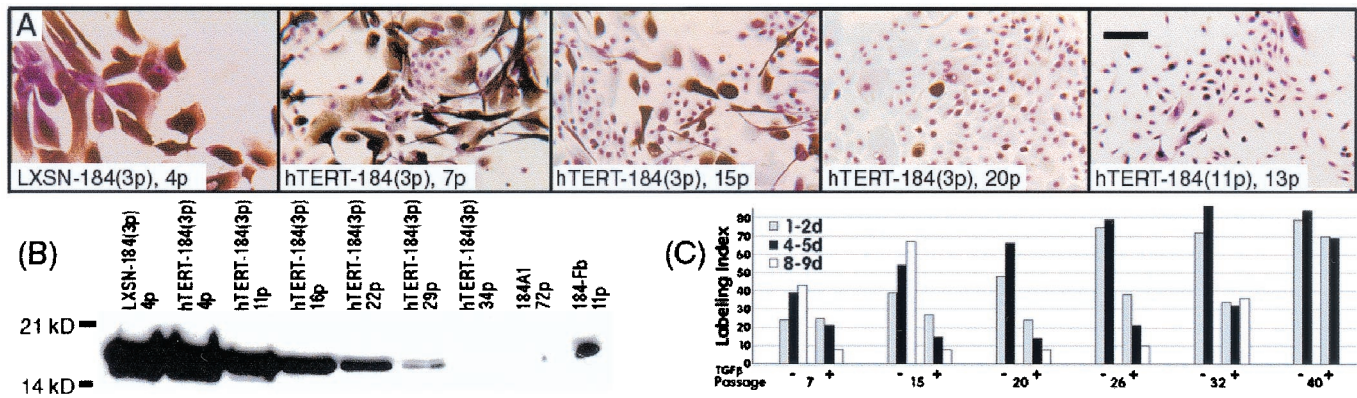 A
LXSN-184(3p), 4p
hTERT-184(3p), 7p
hTERT-184(3p), 15p
hTERT-184(3p), 20p
hTERT-184(11p), 13p
(B)
LXSN-184(3p)
4p
hTERT-184(3p)
4p
hTERT-184(3p)
11p
hTERT-184(3p)
16p
hTERT-184(3p)
22p
hTERT-184(3p)
29p
hTERT-184(3p)
34p
184A1
72p
184-Fb
11p
21 kD
14 kD
(C)
Labeling Index
80
70
60
50
40
30
20
10
0
1-2d
4-5d
8-9d
TGFβ - + - + - + - + - + - +
Passage 7 15 20 26 32 40